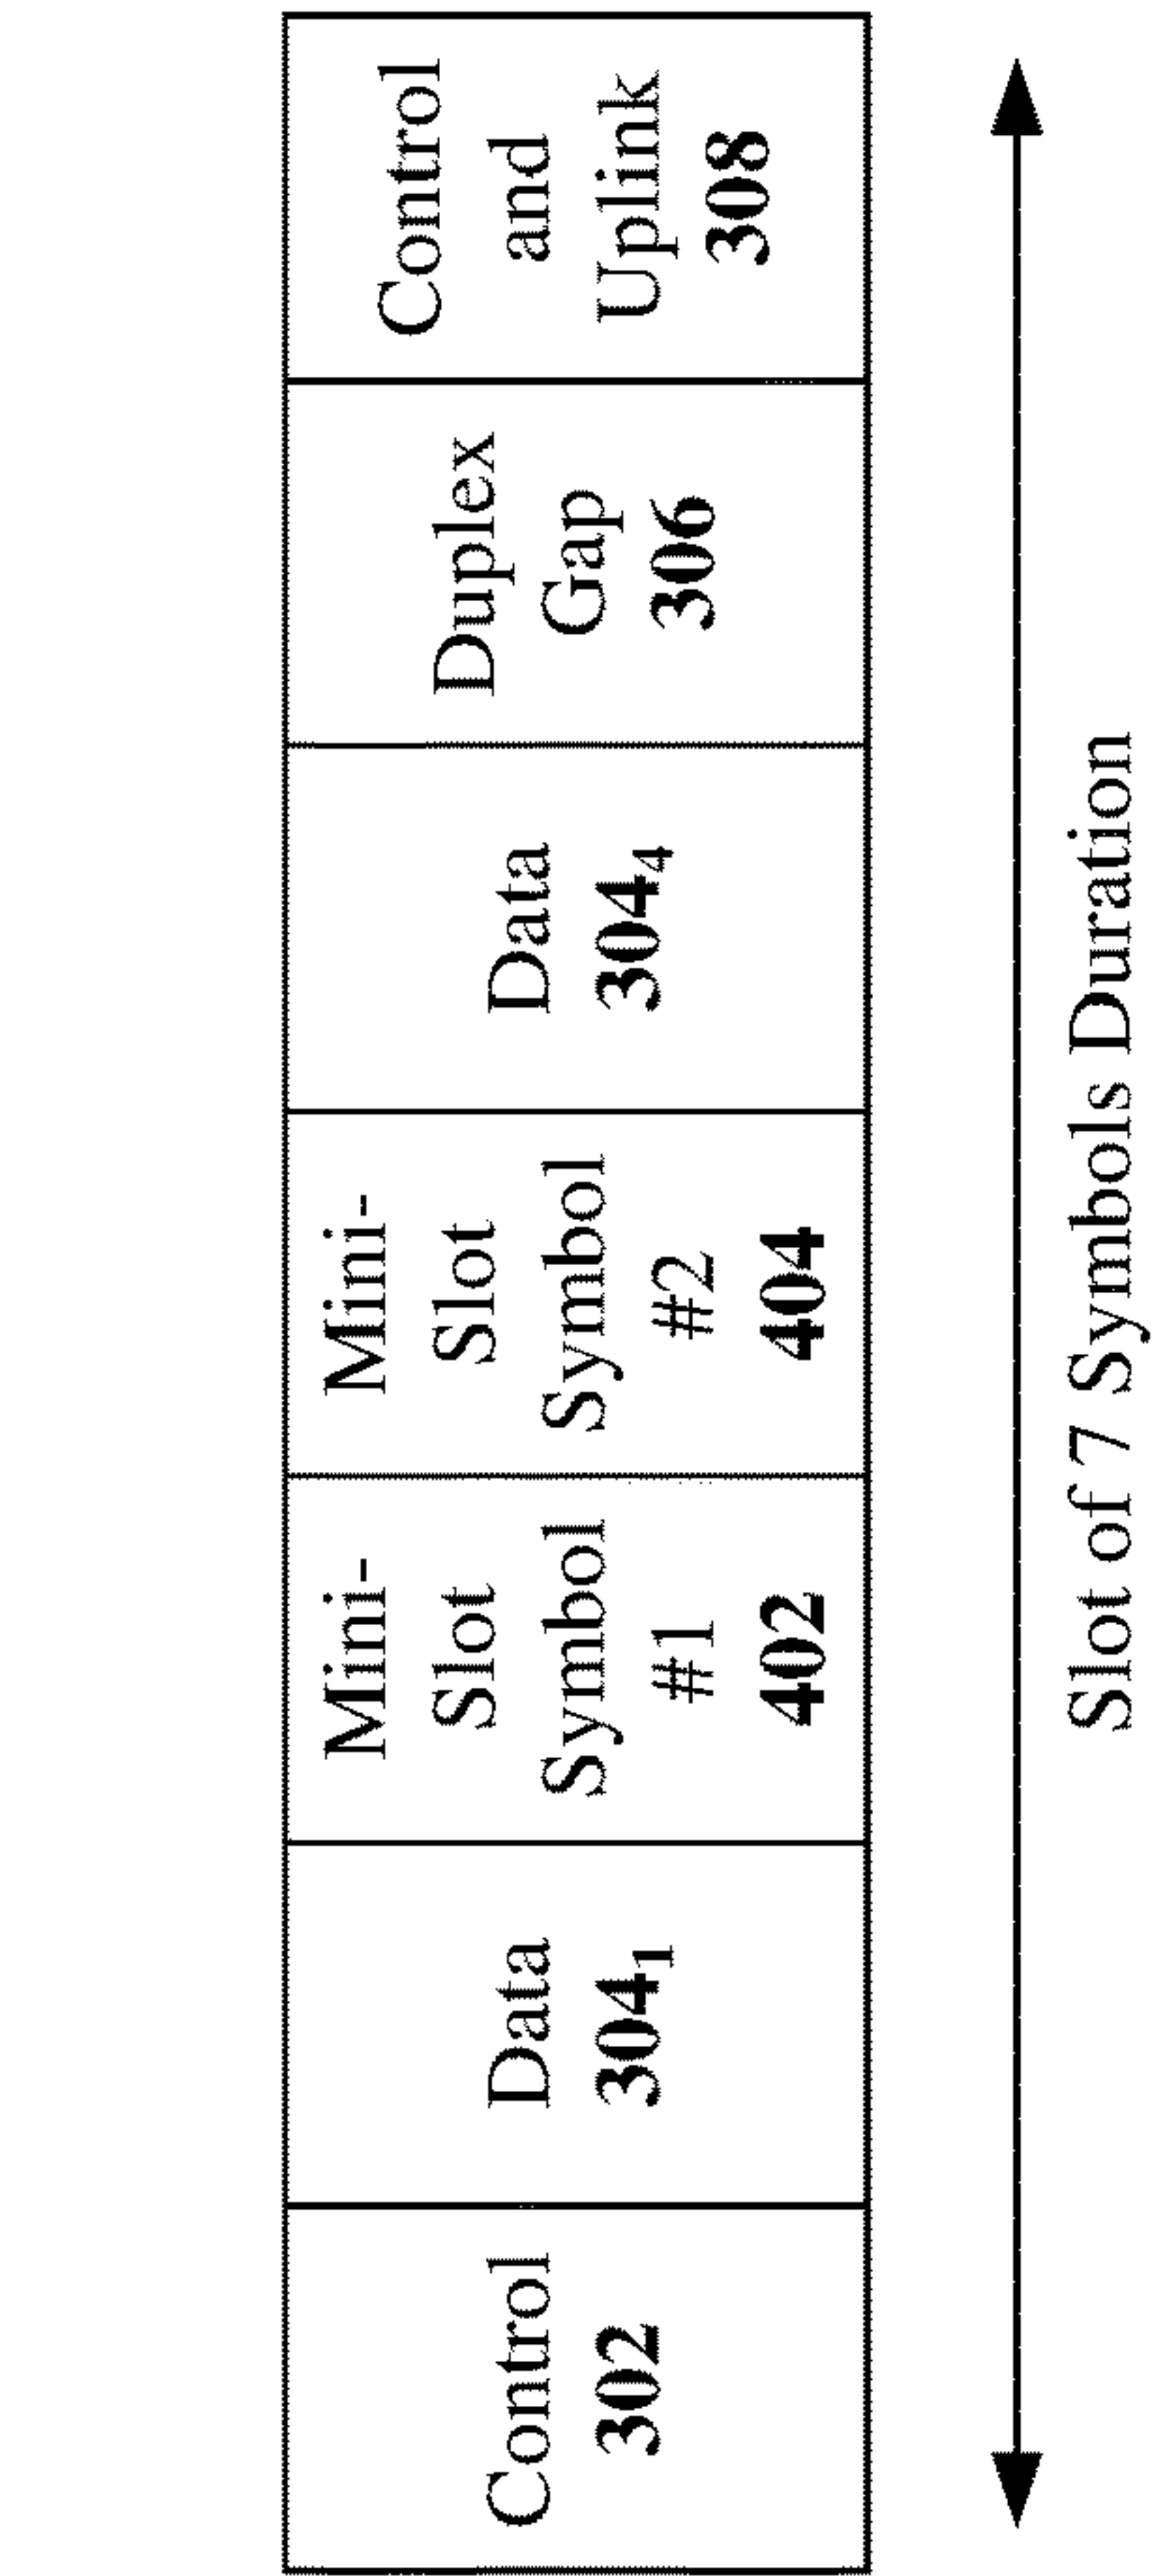 Control
302
Data
304₁
Mini-
Slot
Symbol
#1
402
Mini-
Slot
Symbol
#2
404
Data
304₄
Duplex
Gap
306
Control
and
Uplink
308
Slot of 7 Symbols Duration